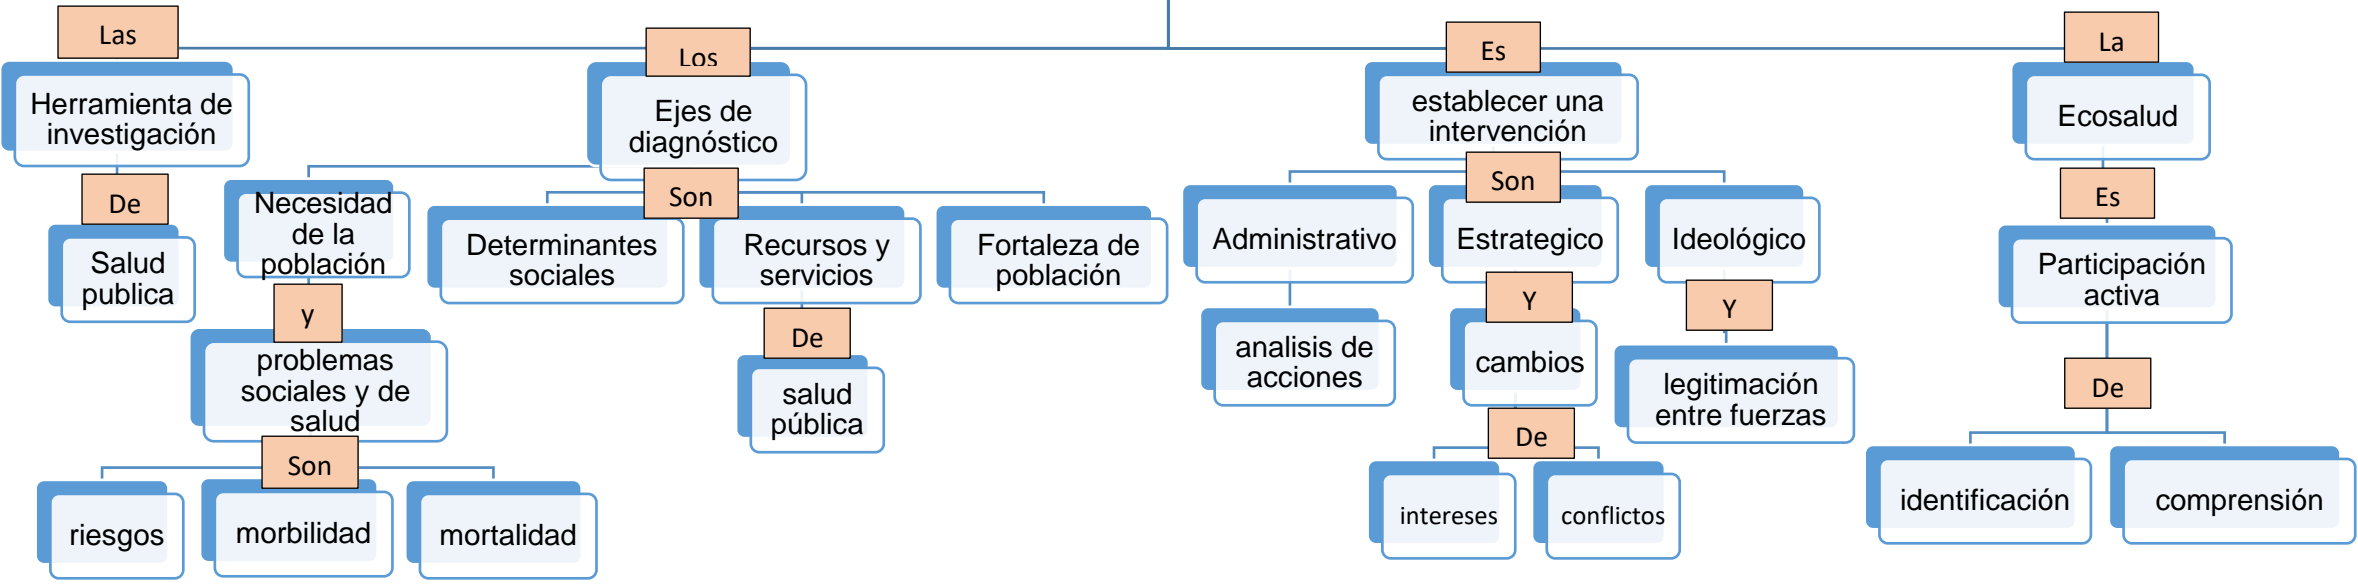 Las
Herramienta de
investigación
De
Salud
publica
Los
Ejes de
diagnóstico
Necesidad
de la
población
y
problemas
sociales y de
salud
Son
riesgos
morbilidad
mortalidad
Son
Determinantes
sociales
Recursos y
servicios
De
salud
pública
Fortaleza de
población
Es
establecer una
intervención
Son
Administrativo
analisis de
acciones
Estrategico
Y
cambios
De
intereses
conflictos
Ideológico
Y
legitimación
entre fuerzas
La
Ecosalud
Es
Participación
activa
De
identificación
comprensión